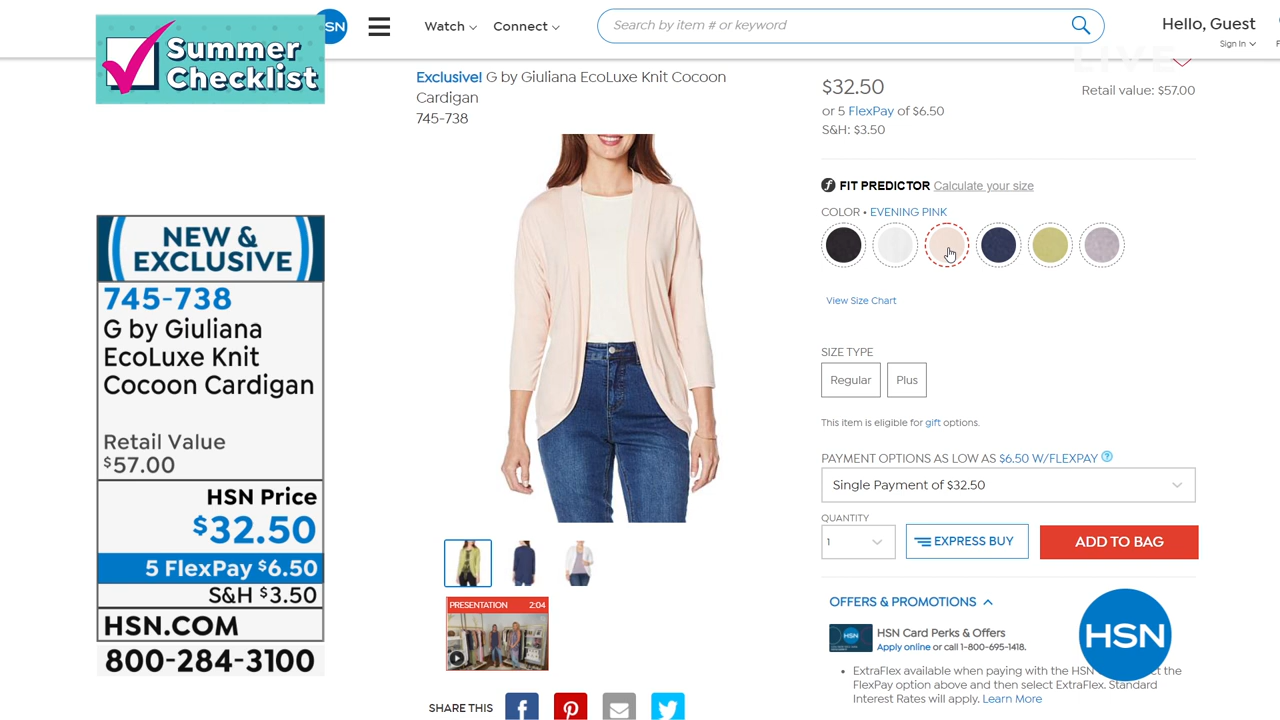 Summer
Checklist
SN
Watch
Connect
Search by item # or keyword
Hello, Guest
Sign In
LIVE
Exclusive! G by Giuliana EcoLuxe Knit Cocoon
Cardigan
745-738
$32.50
Retail value: $57.00
or 5 FlexPay of $6.50
S&H: $3.50
FIT PREDICTOR Calculate your size
COLOR • EVENING PINK
View Size Chart
SIZE TYPE
Regular
Plus
This item is eligible for gift options.
PAYMENT OPTIONS AS LOW AS $6.50 W/FLEXPAY ?
Single Payment of $32.50
QUANTITY
1
EXPRESS BUY
ADD TO BAG
OFFERS & PROMOTIONS
HSN
HSN Card Perks & Offers
Apply online or call 1-800-695-1418.
• ExtraFlex available when paying with the HSN
ct the
FlexPay option above and then select ExtraFlex. Standard
Interest Rates will apply. Learn More
HSN
NEW &
EXCLUSIVE
745-738
G by Giuliana
EcoLuxe Knit
Cocoon Cardigan
Retail Value
$57.00
HSN Price
$32.50
5 FlexPay $6.50
S&H $3.50
HSN.COM
800-284-3100
PRESENTATION 2:04
SHARE THIS